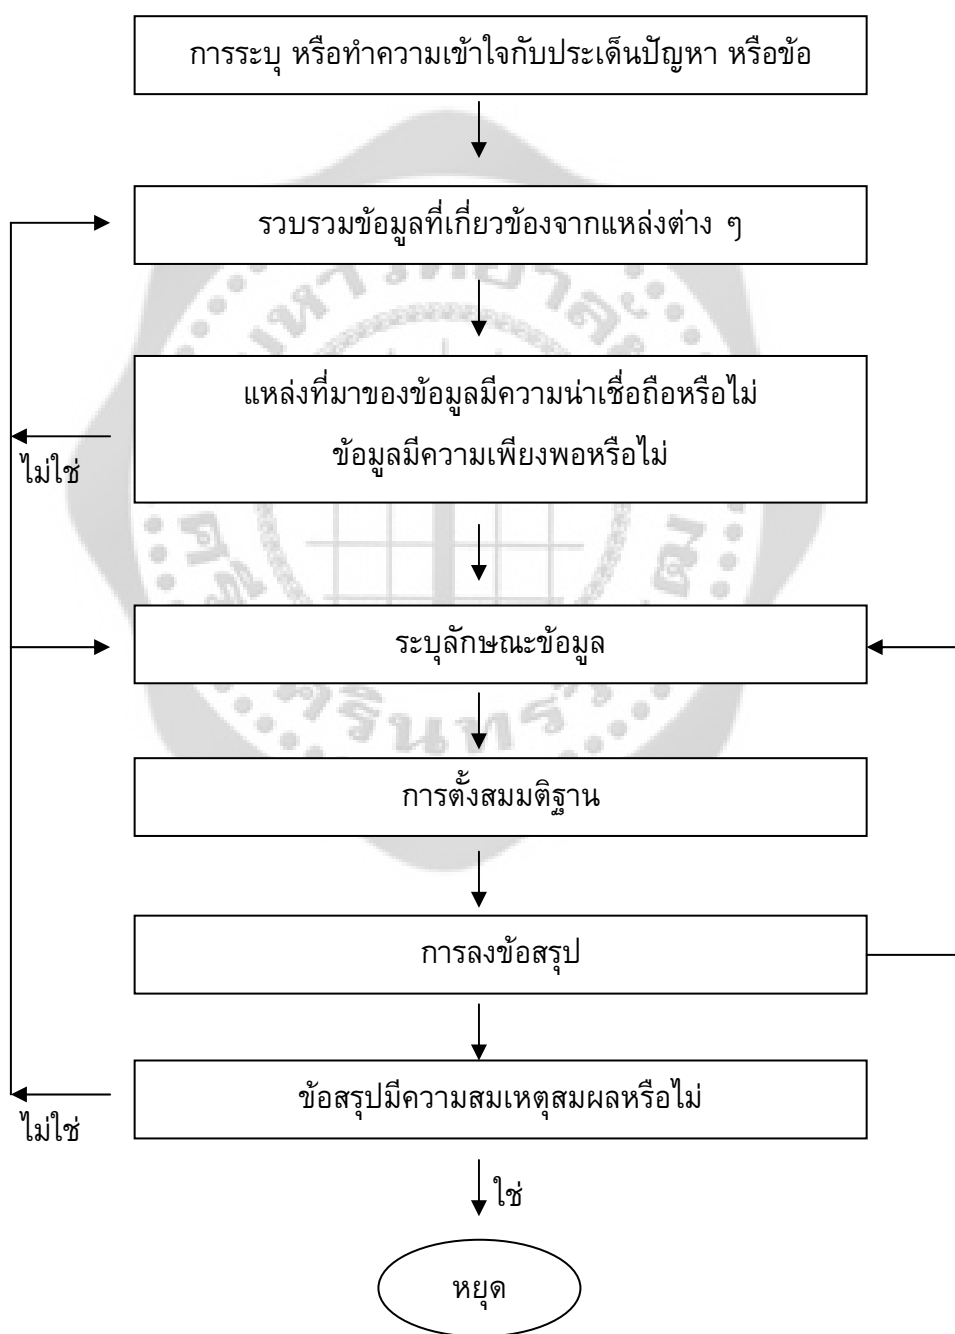 การระบุ หรือทำความเข้าใจกับประเด็นปัญหา หรือข้อ
รวบรวมข้อมูลที่เกี่ยวข้องจากแหล่งต่าง ๆ
แหล่งที่มาของข้อมูลมีความน่าเชื่อถือหรือไม่
ข้อมูลมีความเพียงพอหรือไม่
ไม่ใช่
ระบุลักษณะข้อมูล
การตั้งสมมติฐาน
การลงข้อสรุป
ข้อสรุปมีความสมเหตุสมผลหรือไม่
ไม่ใช่
ใช่
หยุด